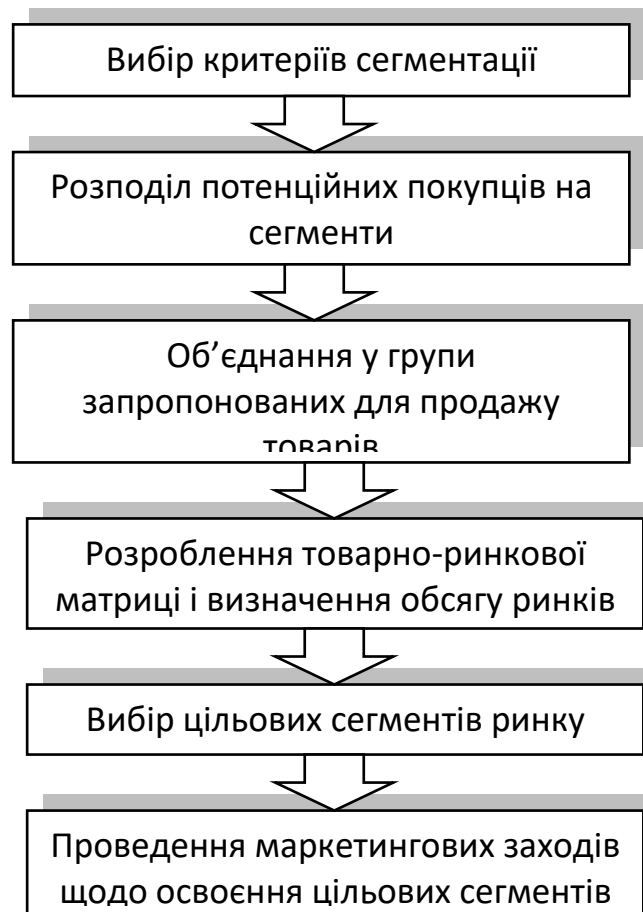 Вибір критеріїв сегментації
Розподіл потенційних покупців на
сегменти
Об’єднання у групи
запропонованих для продажу
товарів
Розроблення товарно-ринкової
матриці і визначення обсягу ринків
Вибір цільових сегментів ринку
Проведення маркетингових заходів
щодо освоєння цільових сегментів